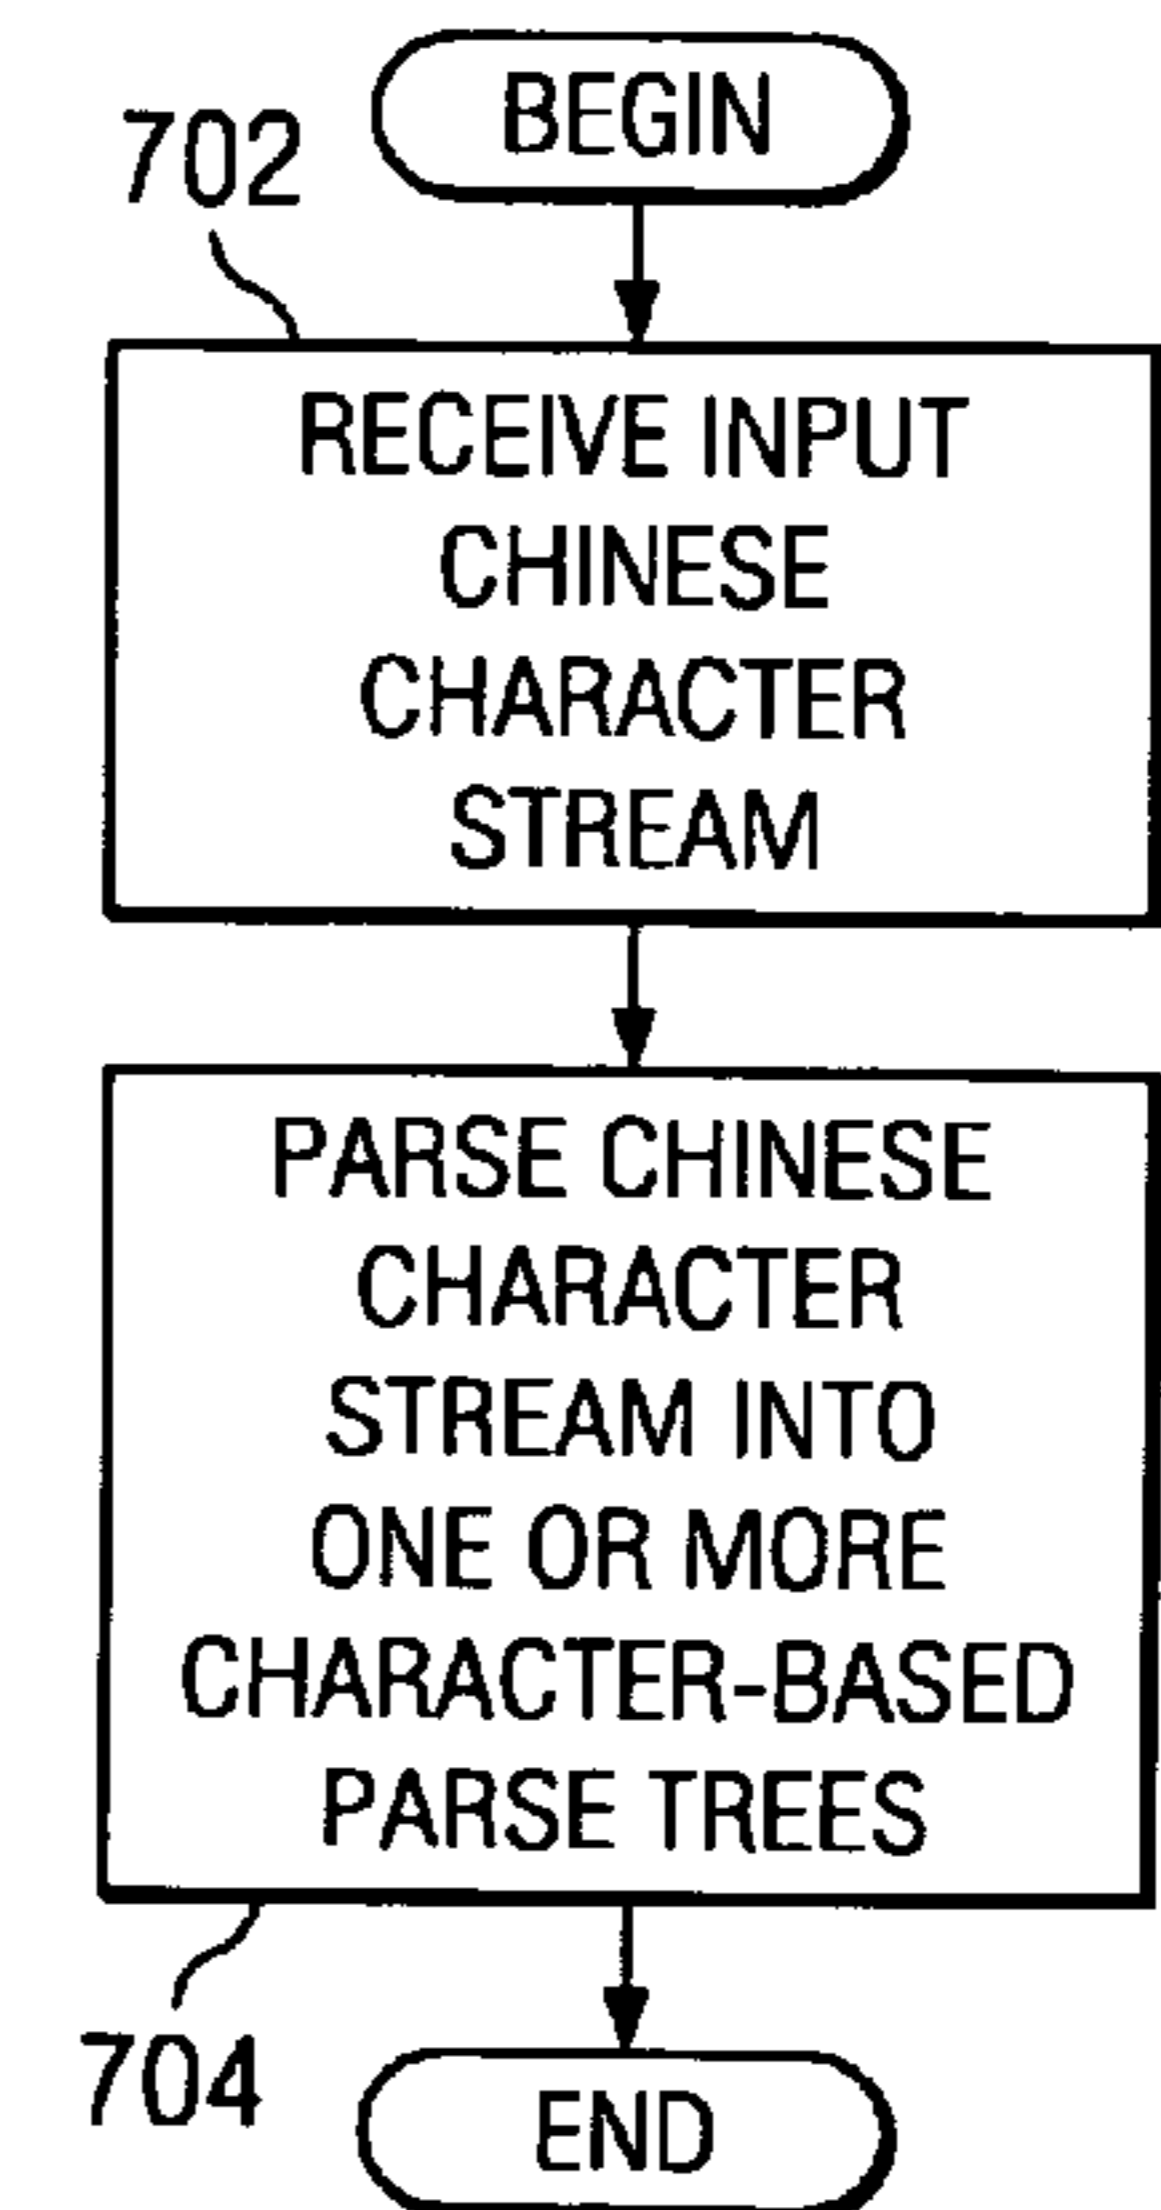 BEGIN
702
RECEIVE INPUT
CHINESE
CHARACTER
STREAM
PARSE CHINESE
CHARACTER
STREAM INTO
ONE OR MORE
CHARACTER-BASED
PARSE TREES
704
END